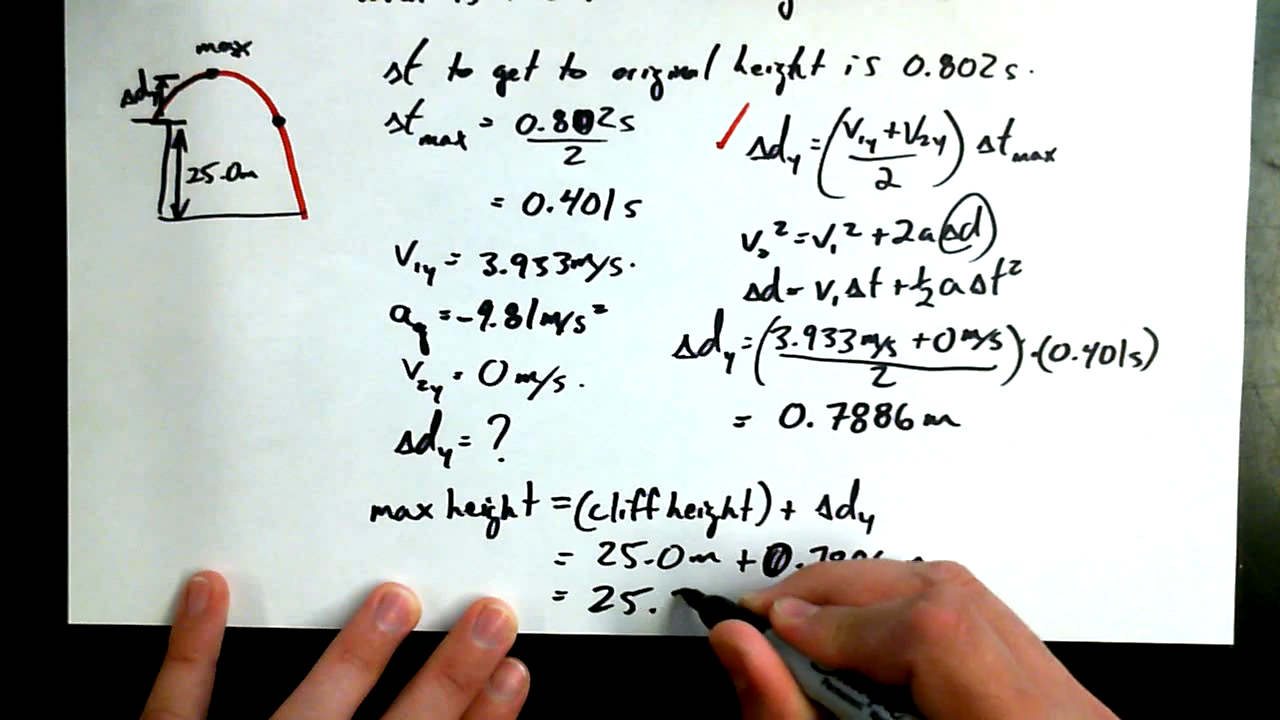 max
Δdy
25.0m
Δt to get to original height is 0.802s.
Δtmax = 0.802s
2
= 0.401s
V1y = 3.933m/s.
ag = -9.81m/s²
V2y = 0m/s.
Δdy = ?
✓ Δdy = (V1y + V2y / 2) Δtmax
V2² = V1² + 2aΔd
Δd = V1Δt + ½aΔt²
Δdy = (3.933m/s + 0m/s / 2) · (0.401s)
= 0.7886m
max height = (cliff height) + Δdy
= 25.0m + 0.7886m
= 25.